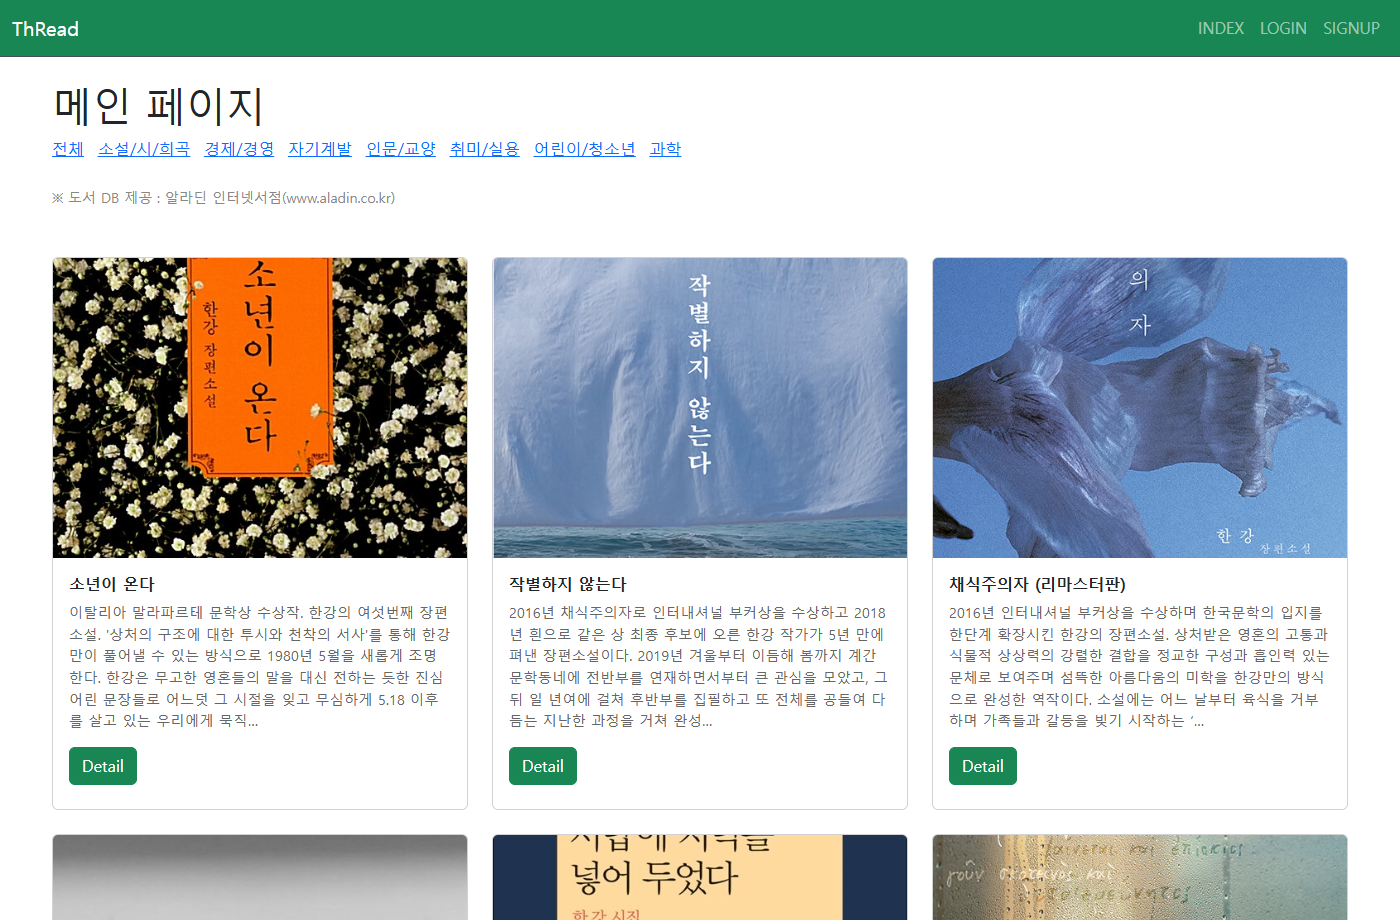 ThRead
INDEX LOGIN SIGNUP
메인 페이지
전체 소설/시/희곡 경제/경영 자기계발 인문/교양 취미/실용 어린이/청소년 과학
※ 도서 DB 제공 : 알라딘 인터넷서점(www.aladin.co.kr)
소년이 온다
한강 장편소설
작별하지 않는다
의
자
한 강
장편소설
소년이 온다
이탈리아 말라파르테 문학상 수상작. 한강의 여섯번째 장편
소설. '상처의 구조에 대한 투시와 천착의 서사'를 통해 한강
만이 풀어낼 수 있는 방식으로 1980년 5월을 새롭게 조명
한다. 한강은 무고한 영혼들의 말을 대신 전하는 듯한 진심
어린 문장들로 어느덧 그 시절을 잊고 무심하게 5.18 이후
를 살고 있는 우리에게 묵직...
Detail
작별하지 않는다
2016년 채식주의자로 인터내셔널 부커상을 수상하고 2018
년 흰으로 같은 상 최종 후보에 오른 한강 작가가 5년 만에
펴낸 장편소설이다. 2019년 겨울부터 이듬해 봄까지 계간
문학동네에 전반부를 연재하면서부터 큰 관심을 모았고, 그
뒤 일 년여에 걸쳐 후반부를 집필하고 또 전체를 공들여 다
듬는 지난한 과정을 거쳐 완성...
Detail
채식주의자 (리마스터판)
2016년 인터내셔널 부커상을 수상하며 한국문학의 입지를
한단계 확장시킨 한강의 장편소설. 상처받은 영혼의 고통과
식물적 상상력의 강렬한 결합을 정교한 구성과 흡인력 있는
문체로 보여주며 섬뜩한 아름다움의 미학을 한강만의 방식
으로 완성한 역작이다. 소설에는 어느 날부터 육식을 거부
하며 가족들과 갈등을 빚기 시작하는 ‘...
Detail
서랍에 저녁을
넣어 두었다
한강 시집